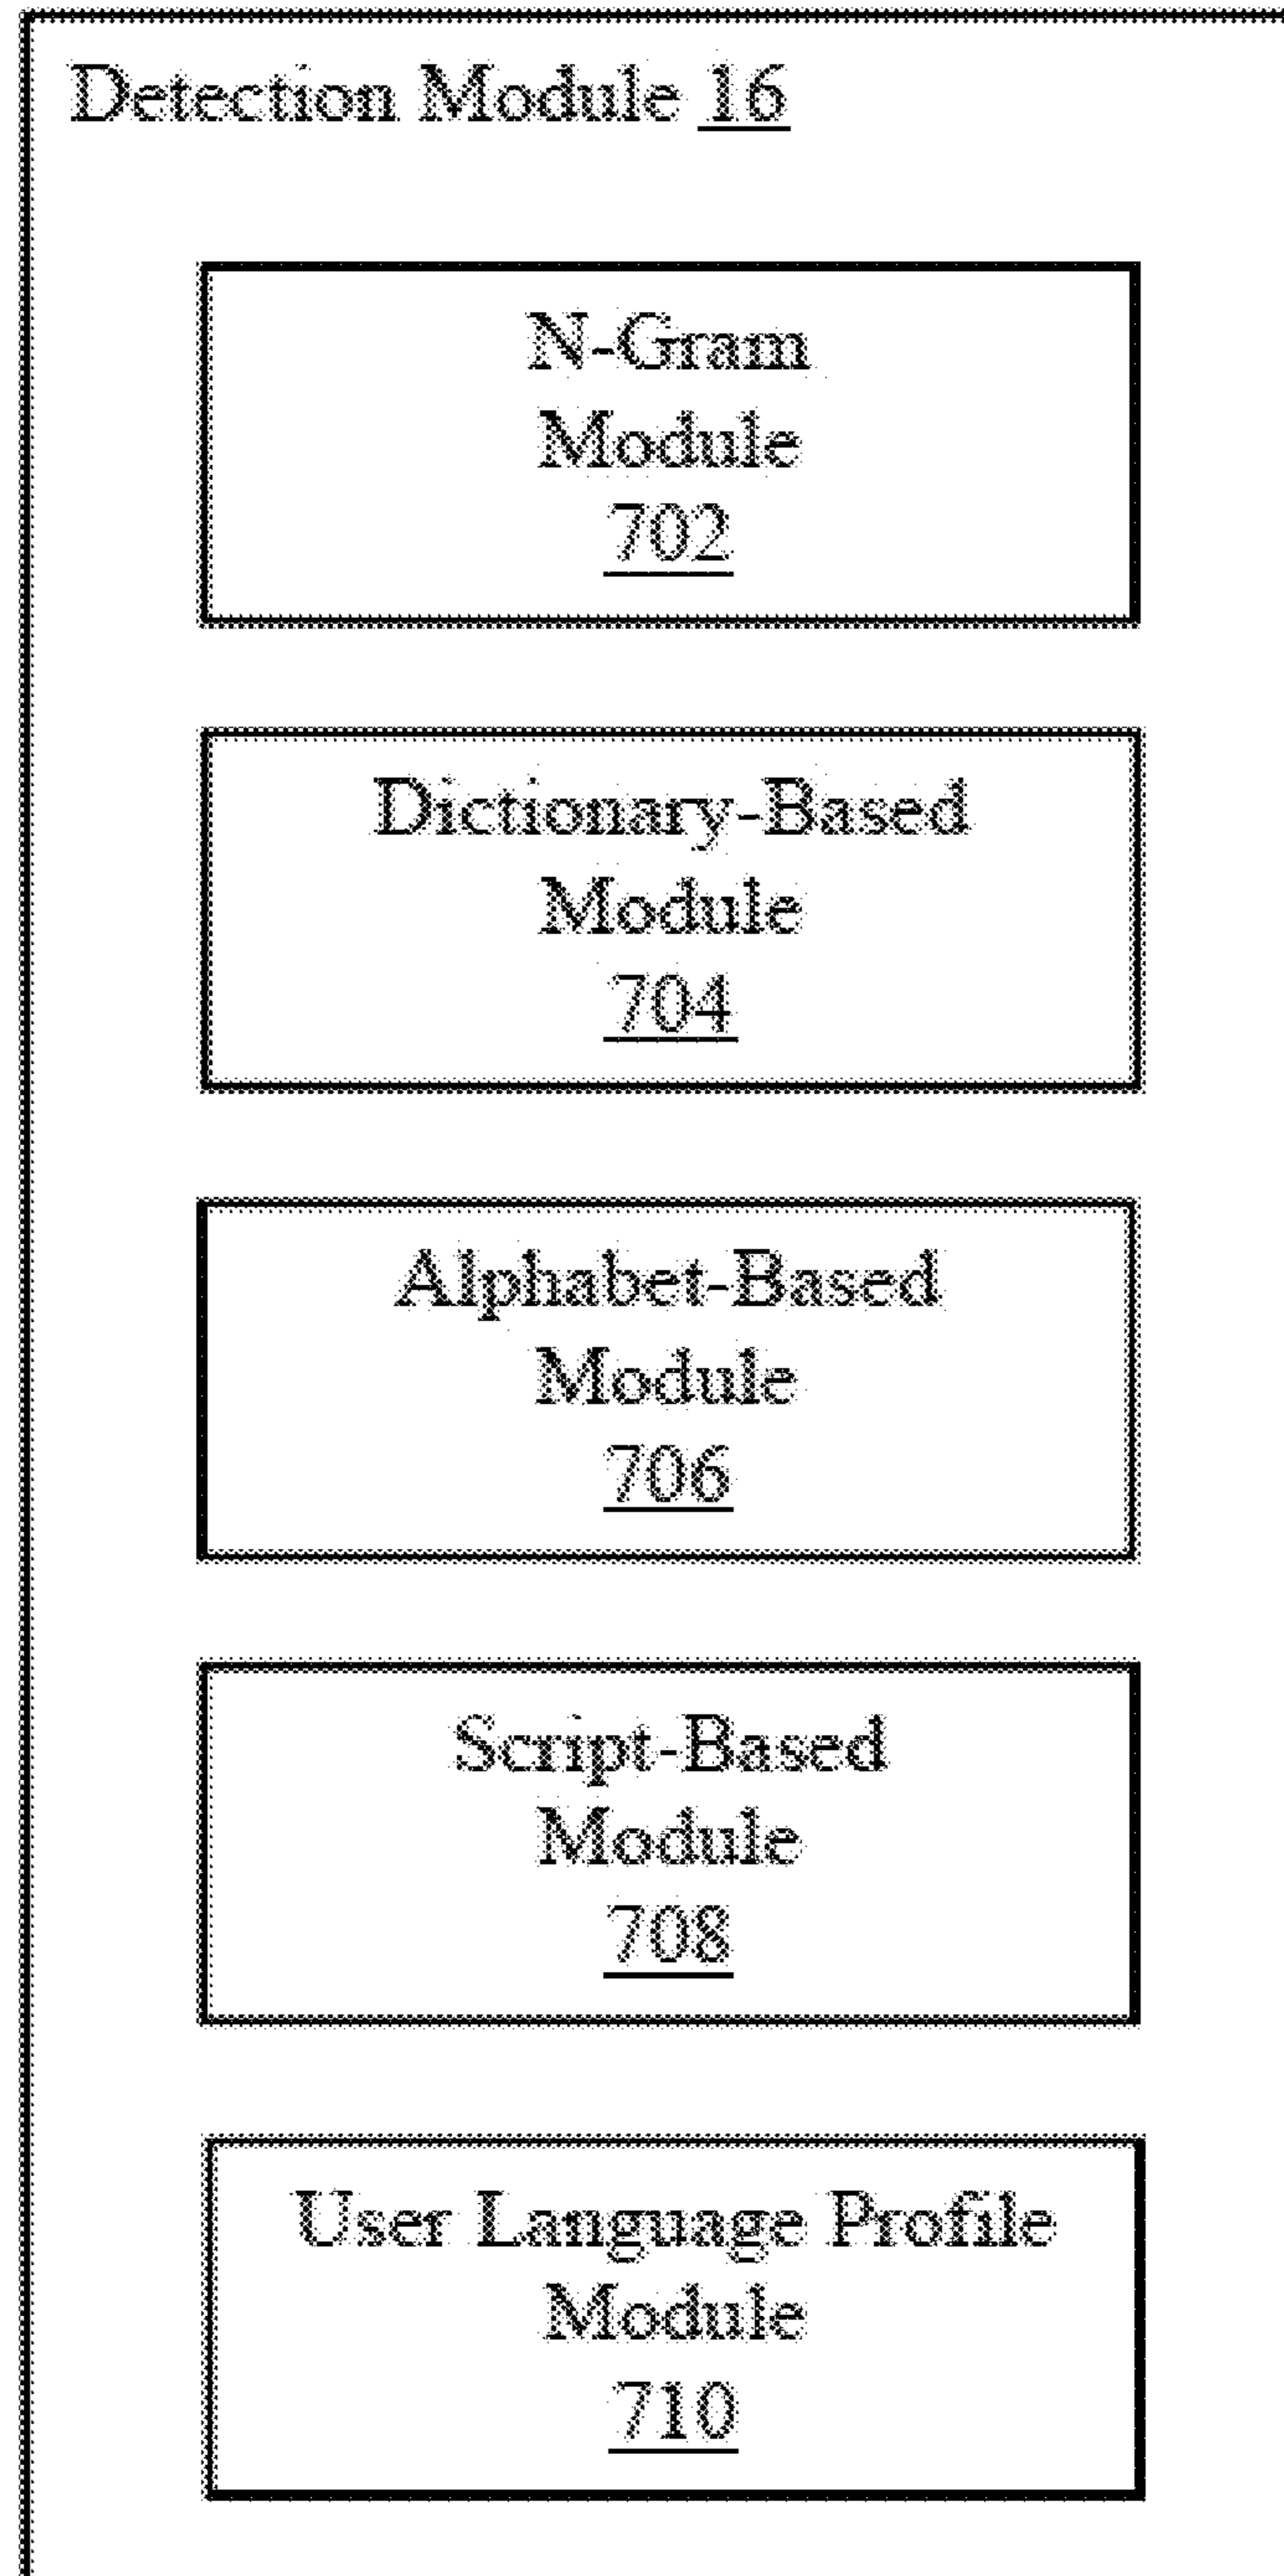 Detection Module 16
N-Gram
Module
702
Dictionary-Based
Module
704
Alphabet-Based
Module
706
Script-Based
Module
708
User Language Profile
Module
710